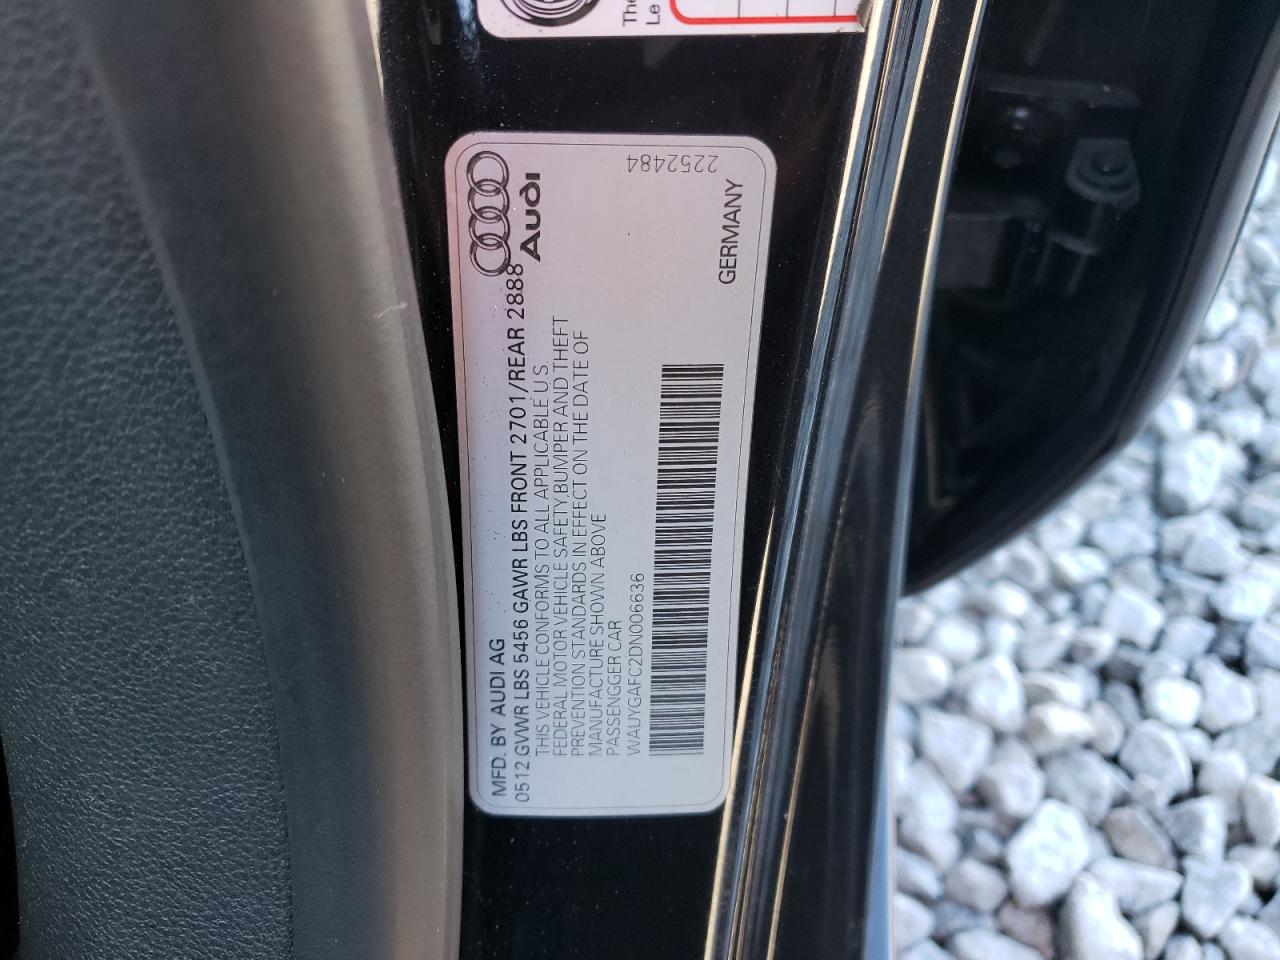 The
Le
Audi
2252484
MFD. BY AUDI AG
0512 GVWR LBS 5456 GAWR LBS FRONT 2701/REAR 2888
THIS VEHICLE CONFORMS TO ALL APPLICABLE U.S.
FEDERAL MOTOR VEHICLE SAFETY,BUMPER AND THEFT
PREVENTION STANDARDS IN EFFECT ON THE DATE OF
MANUFACTURE SHOWN ABOVE
PASSENGGER CAR
WAUYGAFC2DN006636
GERMANY